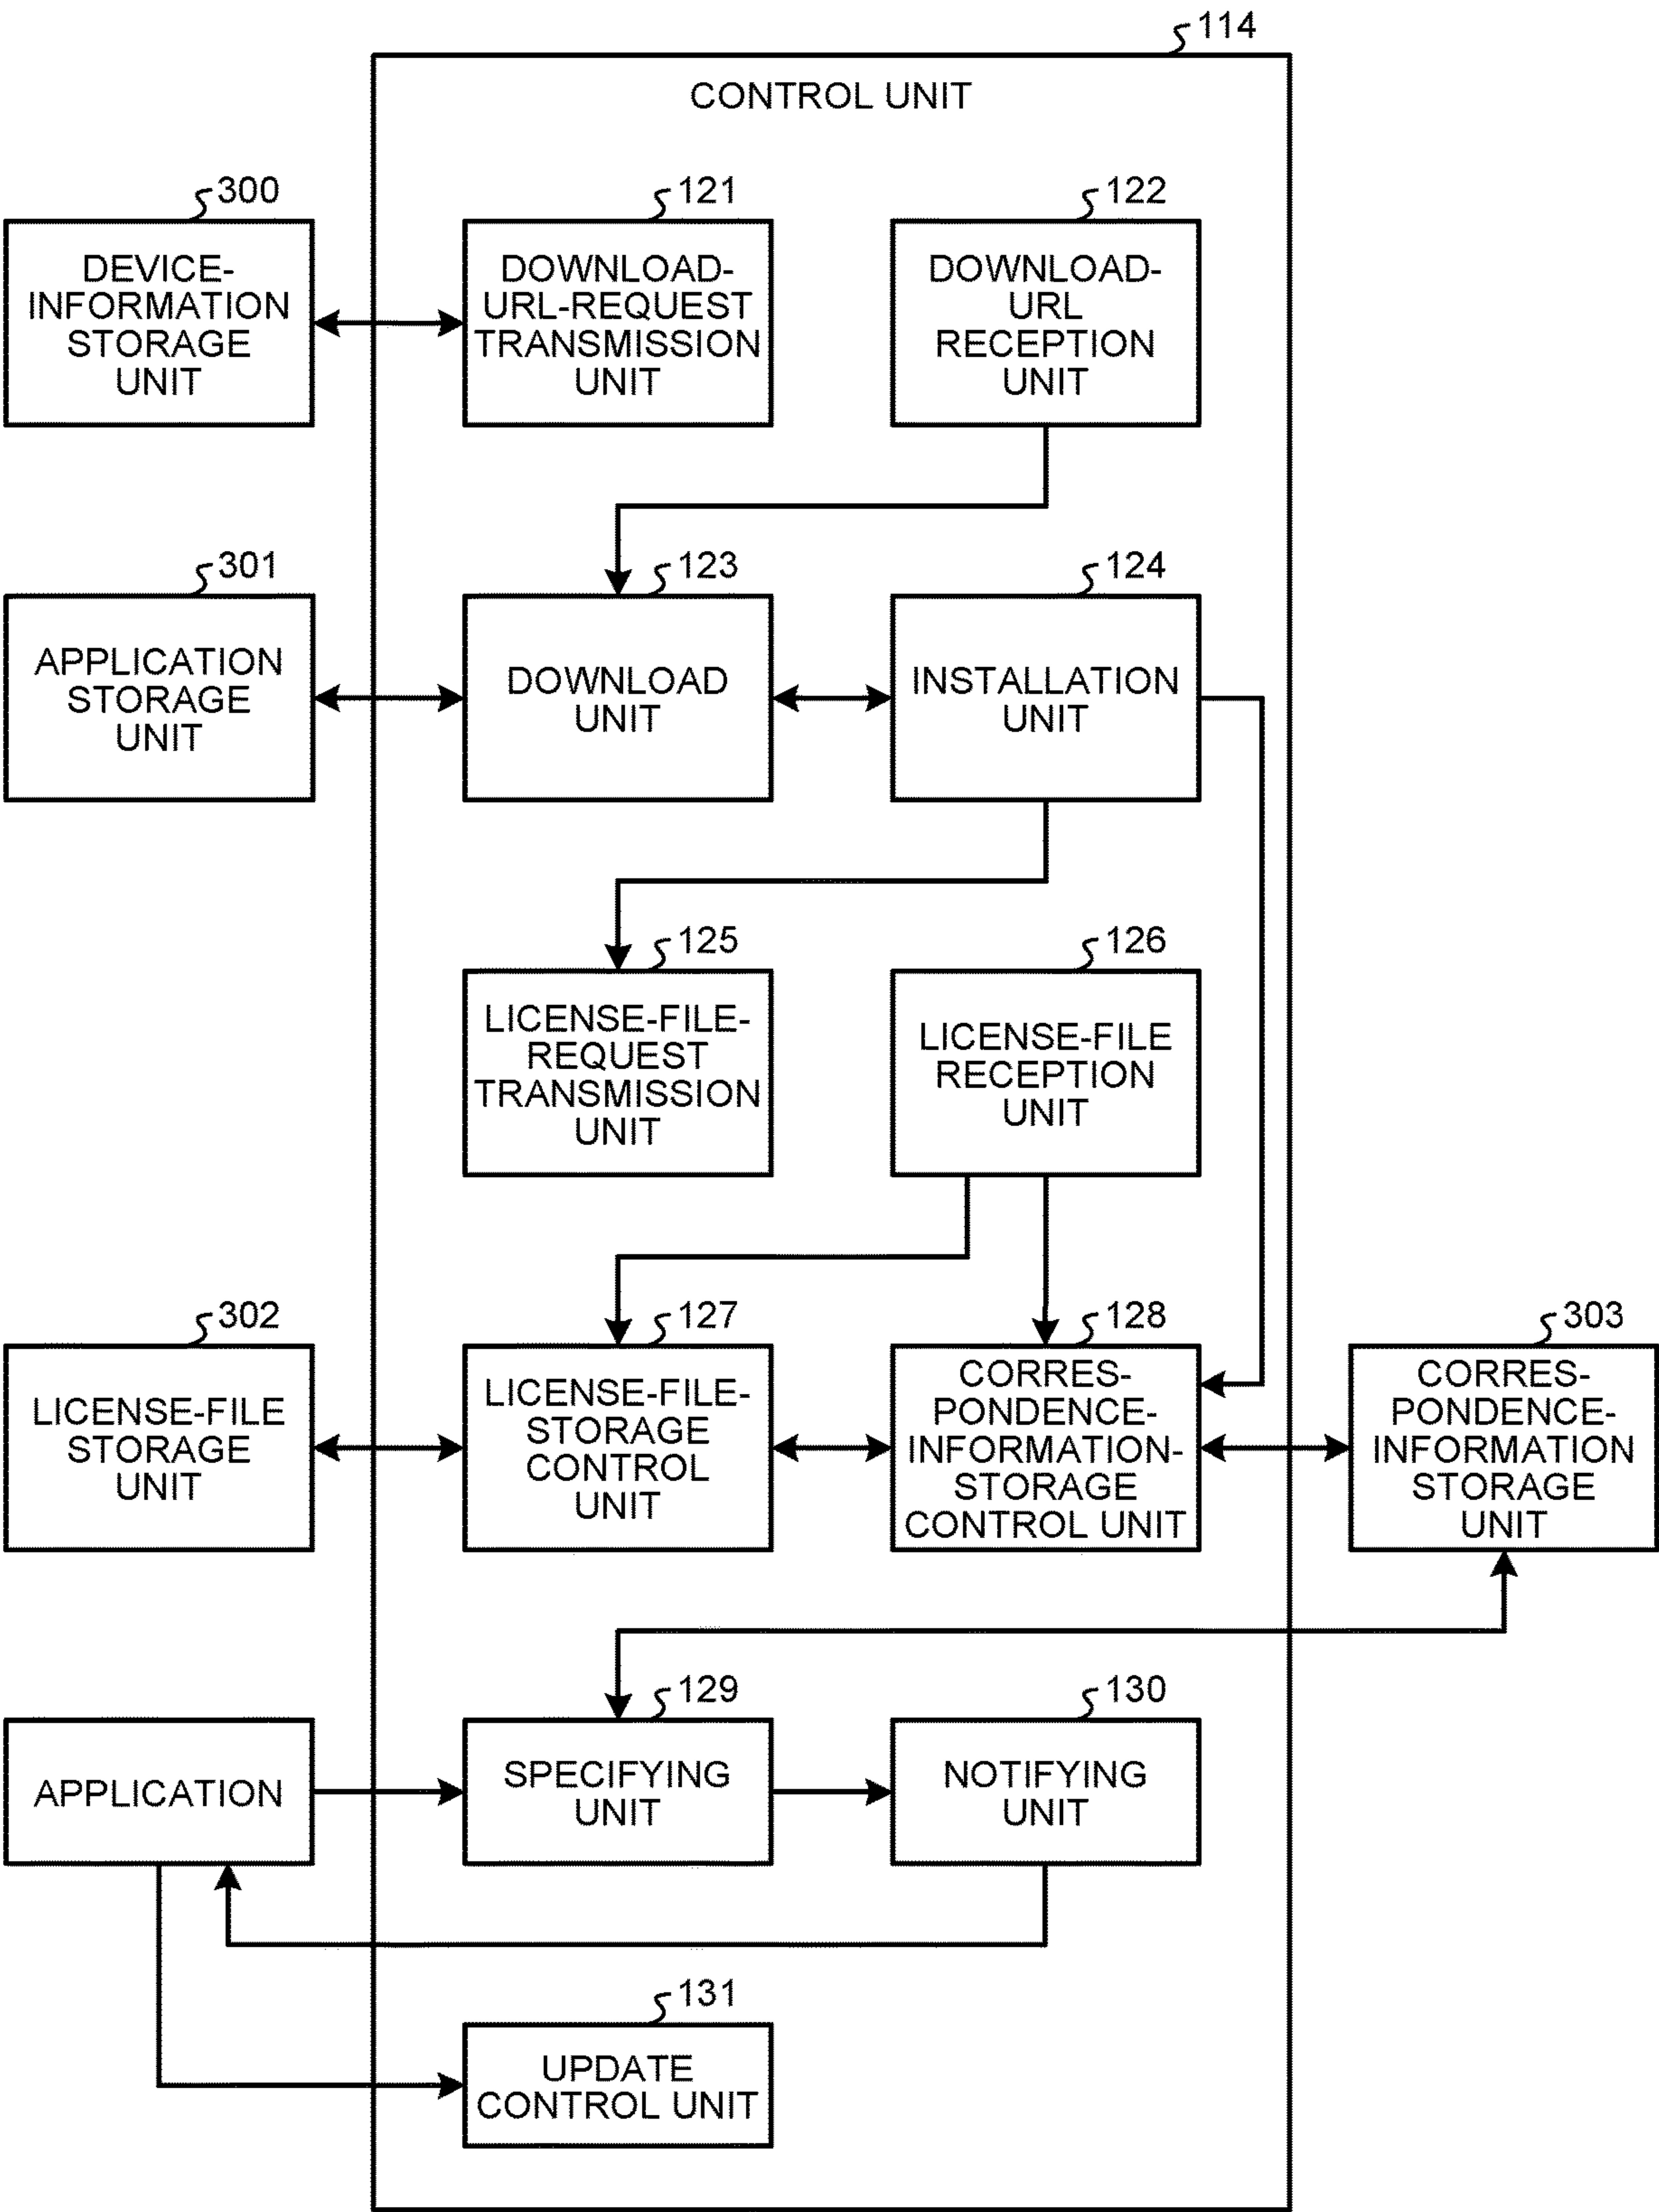 114
CONTROL UNIT
300
121
122
DEVICE-
INFORMATION
STORAGE
UNIT
DOWNLOAD-
URL-REQUEST
TRANSMISSION
UNIT
DOWNLOAD-
URL
RECEPTION
UNIT
301
123
124
APPLICATION
STORAGE
UNIT
DOWNLOAD
UNIT
INSTALLATION
UNIT
125
126
LICENSE-FILE-
REQUEST
TRANSMISSION
UNIT
LICENSE-FILE
RECEPTION
UNIT
302
127
128
303
LICENSE-FILE
STORAGE
UNIT
LICENSE-FILE-
STORAGE
CONTROL
UNIT
CORRES-
PONDENCE-
INFORMATION-
STORAGE
CONTROL UNIT
CORRES-
PONDENCE-
INFORMATION
STORAGE
UNIT
129
130
APPLICATION
SPECIFYING
UNIT
NOTIFYING
UNIT
131
UPDATE
CONTROL UNIT